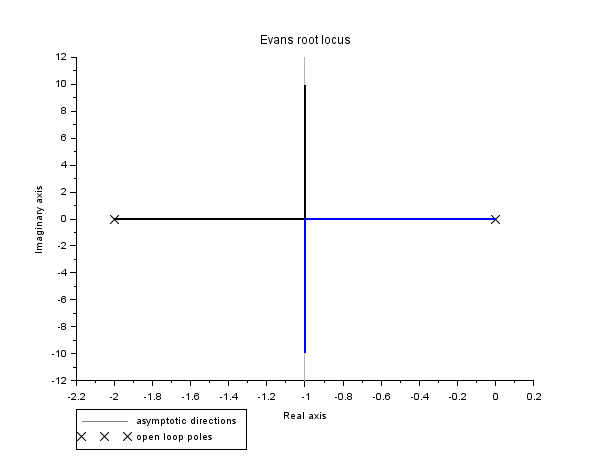 Evans root locus
12
10
8
6
4
2
0
-2
-4
-6
-8
-10
-12
Imaginary axis
-2.2 -2 -1.8 -1.6 -1.4 -1.2 -1 -0.8 -0.6 -0.4 -0.2 0 0.2
Real axis
asymptotic directions
open loop poles